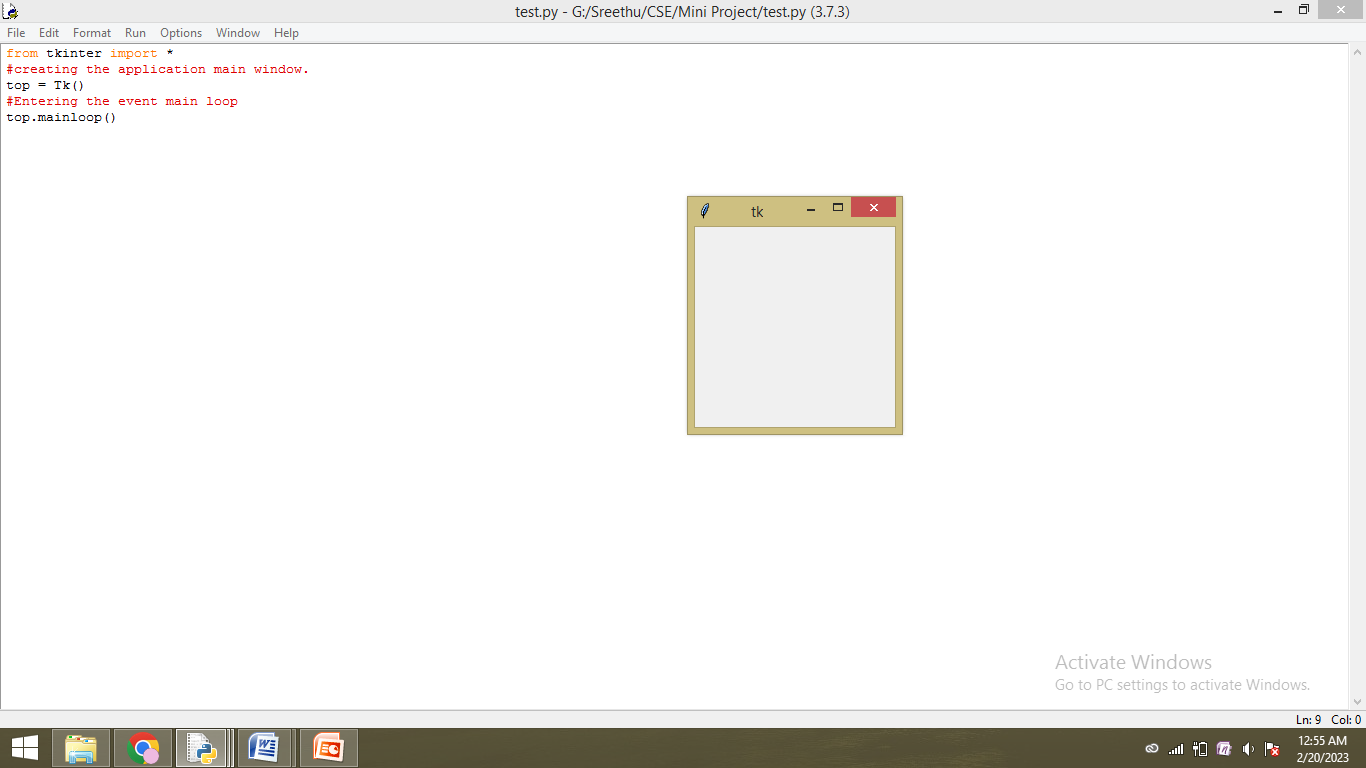 test.py - G:/Sreethu/CSE/Mini Project/test.py (3.7.3)
File Edit Format Run Options Window Help
from tkinter import *
#creating the application main window.
top = Tk()
#Entering the event main loop
top.mainloop()
tk
Activate Windows
Go to PC settings to activate Windows.
Ln: 9 Col: 0
12:55 AM
2/20/2023